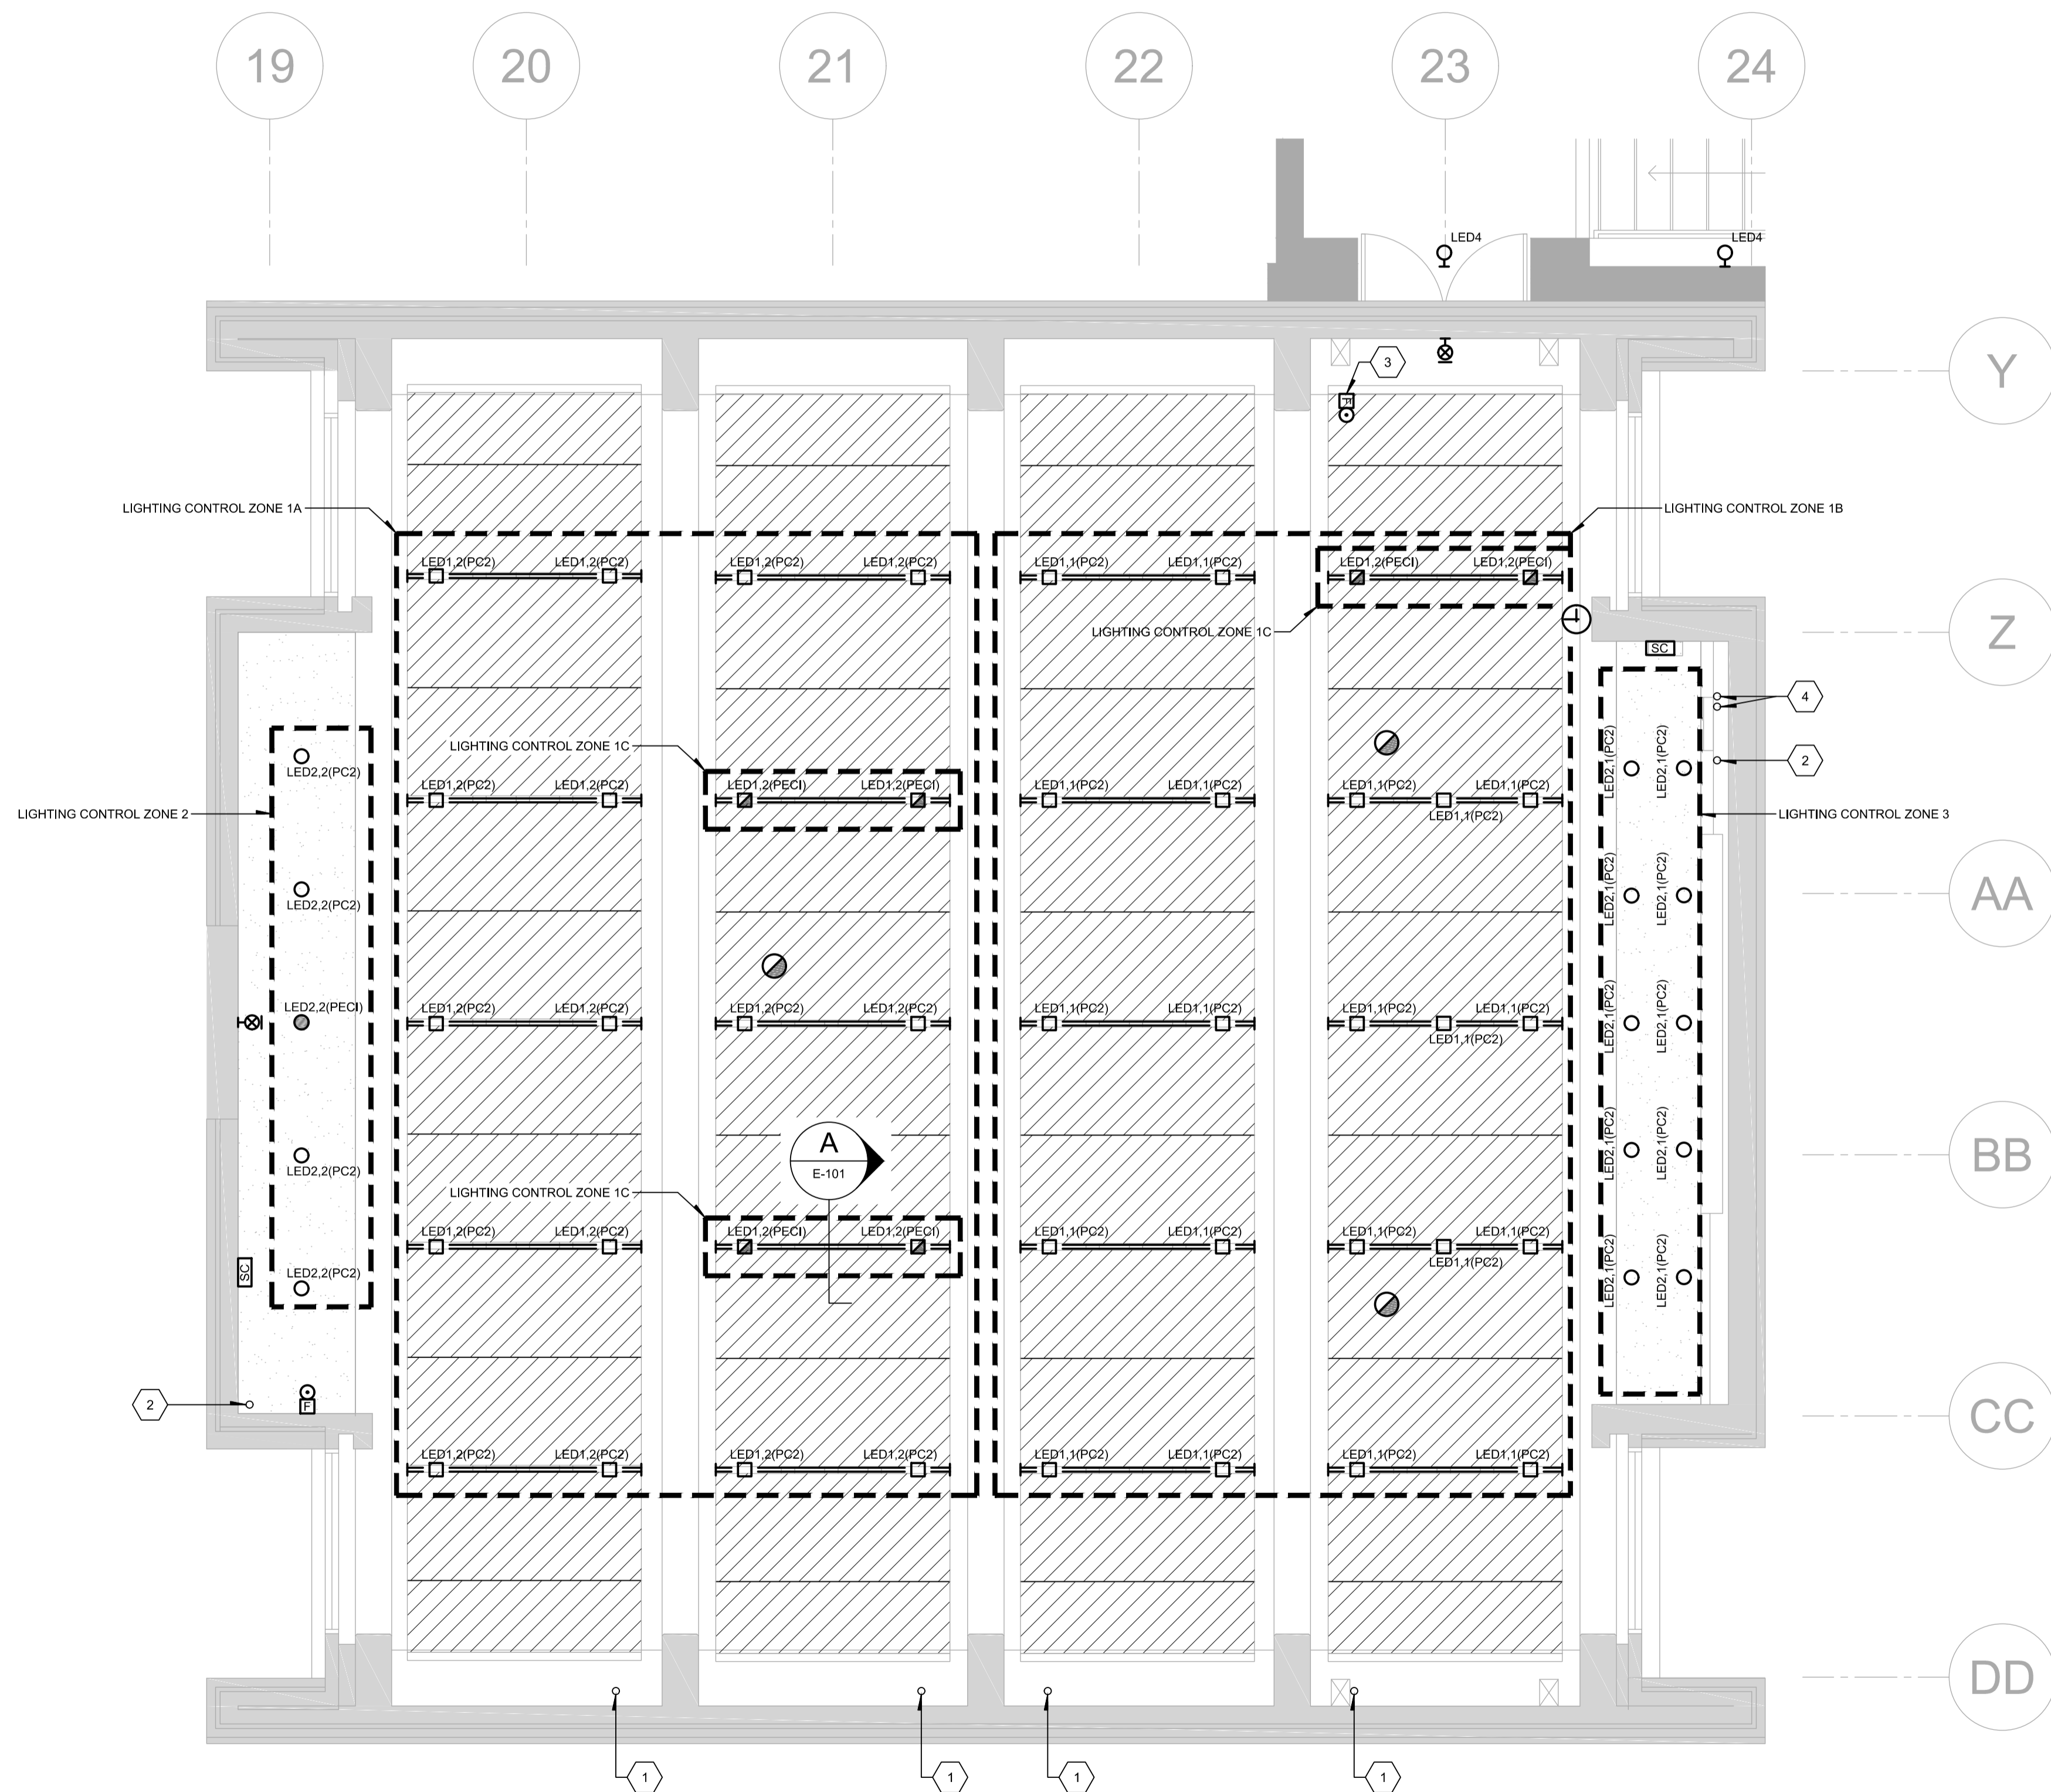 19 20 21 22 23 24
LED4 LED4
Y
3
F
LIGHTING CONTROL ZONE 1A
LIGHTING CONTROL ZONE 1B
LED1,2(PC2) LED1,2(PC2) LED1,2(PC2) LED1,2(PC2) LED1,1(PC2) LED1,1(PC2) LED1,2(PECI) LED1,2(PECI)
LIGHTING CONTROL ZONE 1C
Z
SC
4
LIGHTING CONTROL ZONE 1C
LED2,2(PC2)
LED2,1(PC2) LED2,1(PC2)
2
LED1,2(PC2) LED1,2(PC2) LED1,2(PECI) LED1,2(PECI) LED1,1(PC2) LED1,1(PC2) LED1,1(PC2) LED1,1(PC2)
LED1,1(PC2)
LIGHTING CONTROL ZONE 2
LIGHTING CONTROL ZONE 3
LED2,2(PC2)
LED2,1(PC2) LED2,1(PC2)
AA
LED2,2(PECI)
LED1,2(PC2) LED1,2(PC2) LED1,2(PC2) LED1,2(PC2) LED1,1(PC2) LED1,1(PC2) LED1,1(PC2) LED1,1(PC2)
LED1,1(PC2)
LED2,1(PC2) LED2,1(PC2)
A
E-101
LED2,2(PC2)
LED2,1(PC2) LED2,1(PC2)
BB
LIGHTING CONTROL ZONE 1C
LED1,2(PC2) LED1,2(PC2) LED1,2(PECI) LED1,2(PECI) LED1,1(PC2) LED1,1(PC2) LED1,1(PC2) LED1,1(PC2)
LED1,1(PC2)
SC
LED2,2(PC2)
LED2,1(PC2) LED2,1(PC2)
2
F
CC
LED1,2(PC2) LED1,2(PC2) LED1,2(PC2) LED1,2(PC2) LED1,1(PC2) LED1,1(PC2) LED1,1(PC2) LED1,1(PC2)
DD
1 1 1 1